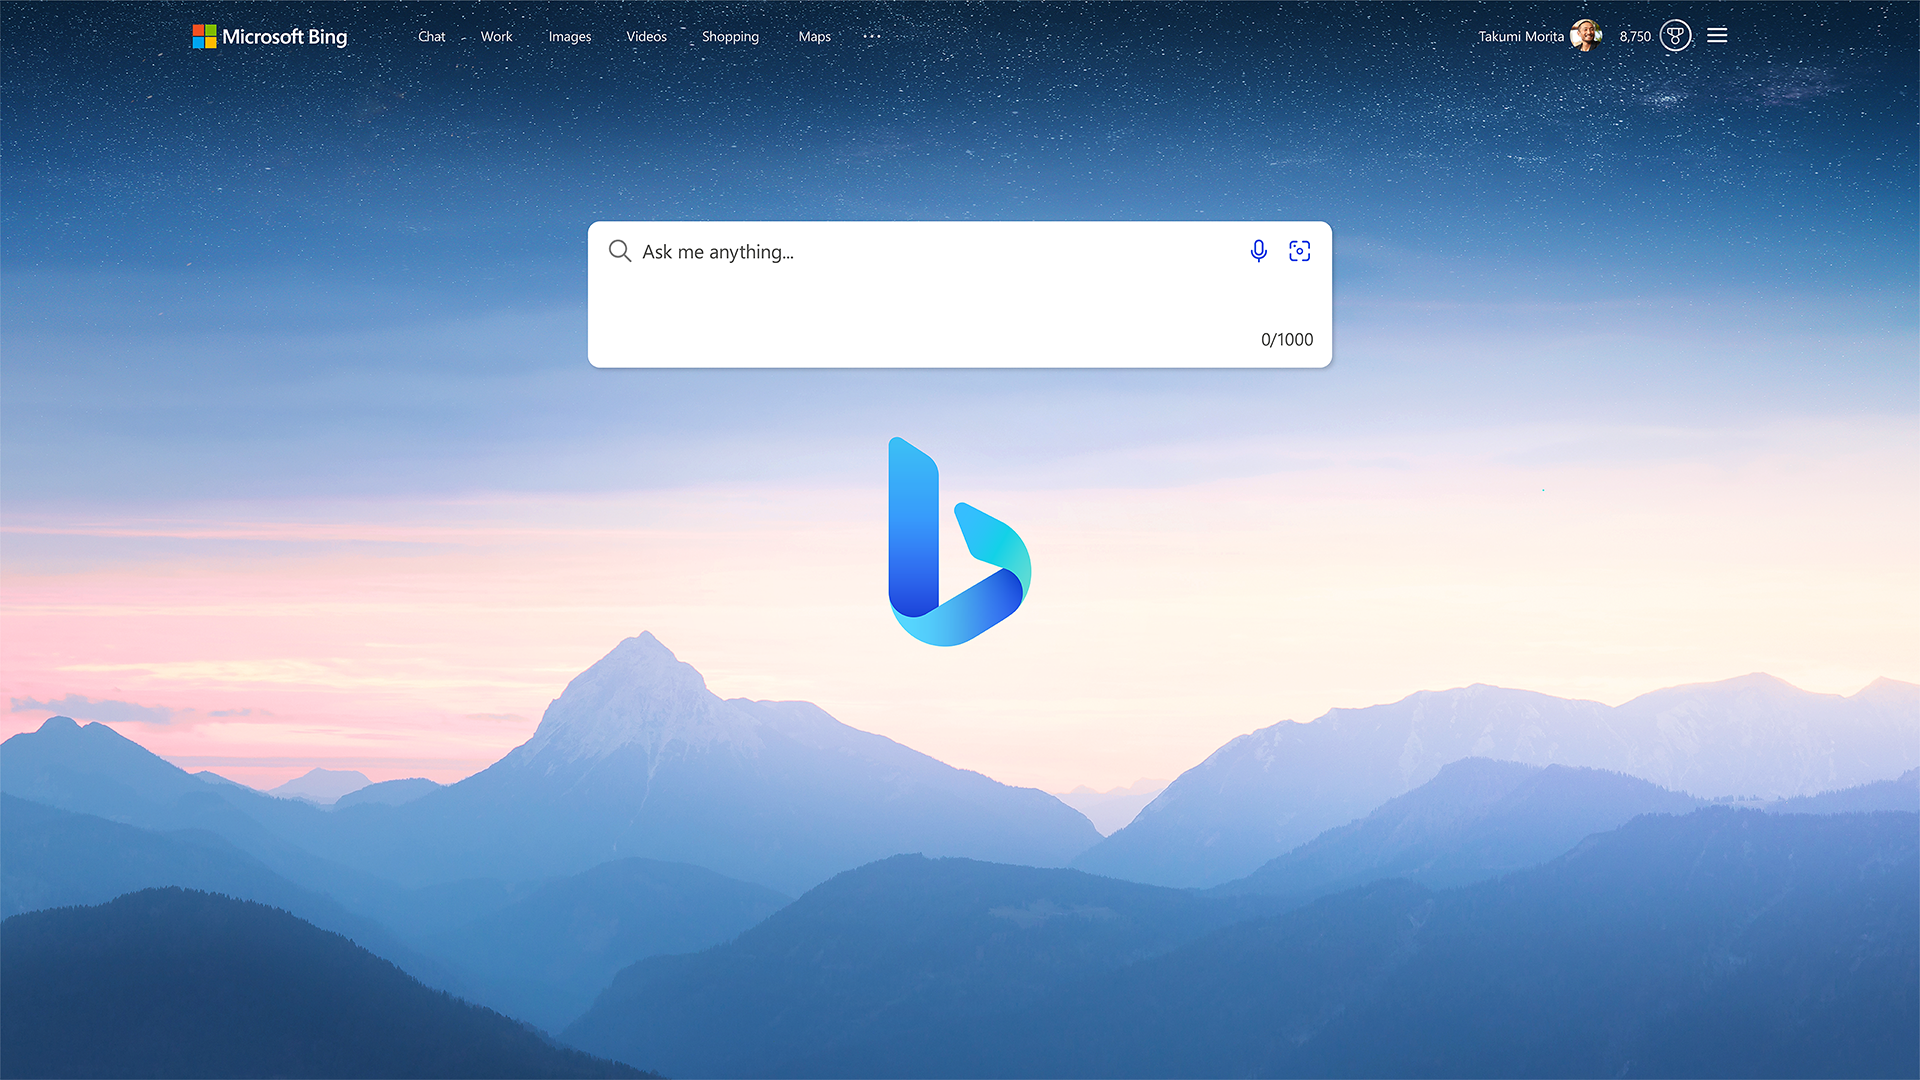 Microsoft Bing Chat Work Images Videos Shopping Maps ... Takumi Morita 8,750
Ask me anything...
0/1000